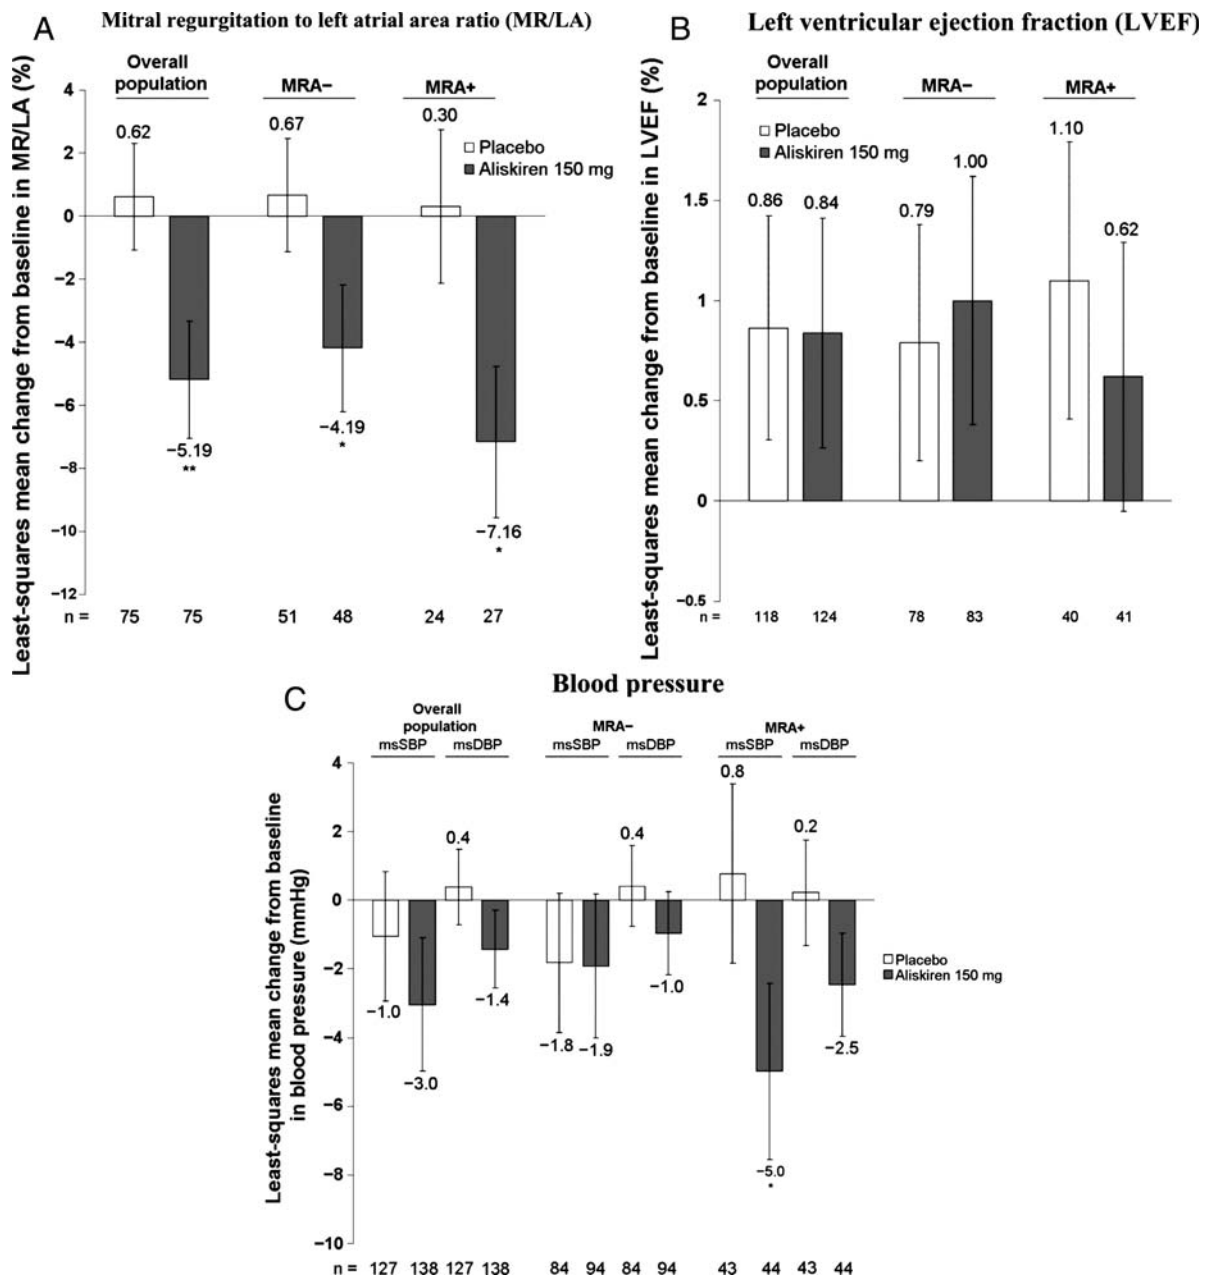 A
Mitral regurgitation to left atrial area ratio (MR/LA)
Least-squares mean change from baseline in MR/LA (%)
Overall
population
MRA−
MRA+
4
2
0
−2
−4
−6
−8
−10
−12
0.62
0.67
0.30
Placebo
Aliskiren 150 mg
−5.19
**
−4.19
*
−7.16
*
n = 75 75 51 48 24 27
B
Left ventricular ejection fraction (LVEF)
Least-squares mean change from baseline in LVEF (%)
Overall
population
MRA−
MRA+
2
1.5
1
0.5
0
−0.5
Placebo
Aliskiren 150 mg
0.86
0.84
0.79
1.00
1.10
0.62
n = 118 124 78 83 40 41
C
Blood pressure
Least-squares mean change from baseline
in blood pressure (mmHg)
Overall
population
MRA−
MRA+
msSBP msDBP msSBP msDBP msSBP msDBP
4
2
0
−2
−4
−6
−8
−10
−1.0
−3.0
0.4
−1.4
−1.8
−1.9
0.4
−1.0
0.8
−5.0
*
0.2
−2.5
Placebo
Aliskiren 150 mg
n = 127 138 127 138 84 94 84 94 43 44 43 44